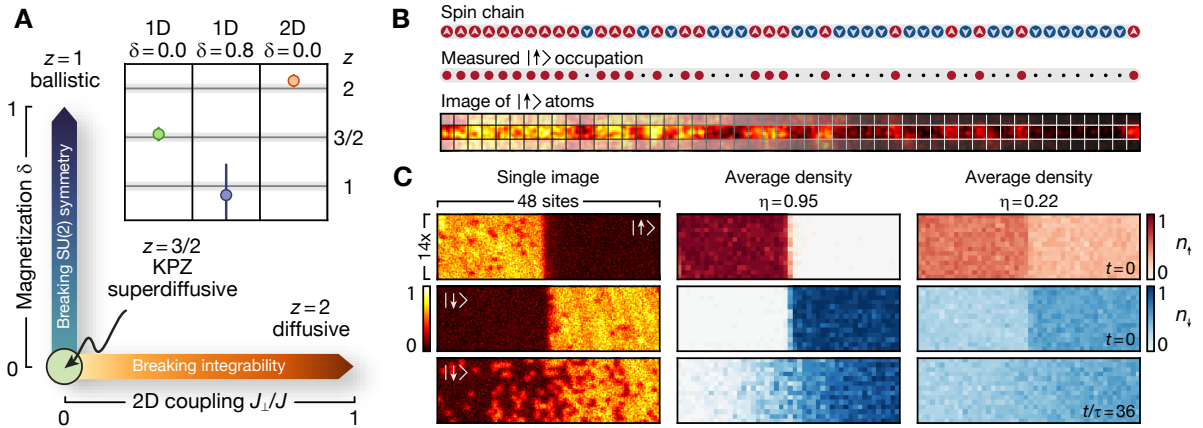 A
1D 1D 2D
δ=0.0 δ=0.8 δ=0.0 z
2
3/2
1
z=1
ballistic
1
Magnetization δ
0
Breaking SU(2) symmetry
z=3/2
KPZ
superdiffusive
z=2
diffusive
Breaking integrability
0 2D coupling J⊥/J 1
B
Spin chain
Measured |↑⟩ occupation
Image of |↑⟩ atoms
C
Single image Average density Average density
48 sites η=0.95 η=0.22
14x
|↑⟩
t=0
1
n↑
0
1
0
|↓⟩
t=0
1
n↓
0
|↓⟩
t/τ=36